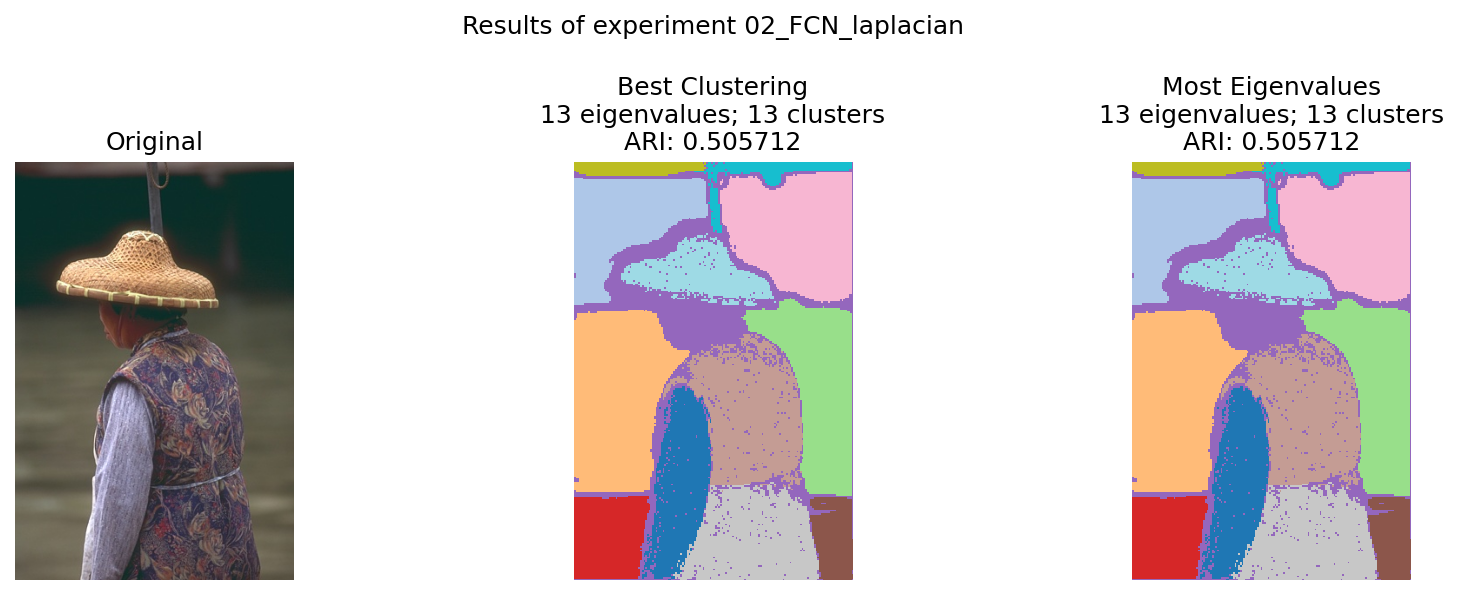 Results of experiment 02_FCN_laplacian
Original
Best Clustering
13 eigenvalues; 13 clusters
ARI: 0.505712
Most Eigenvalues
13 eigenvalues; 13 clusters
ARI: 0.505712